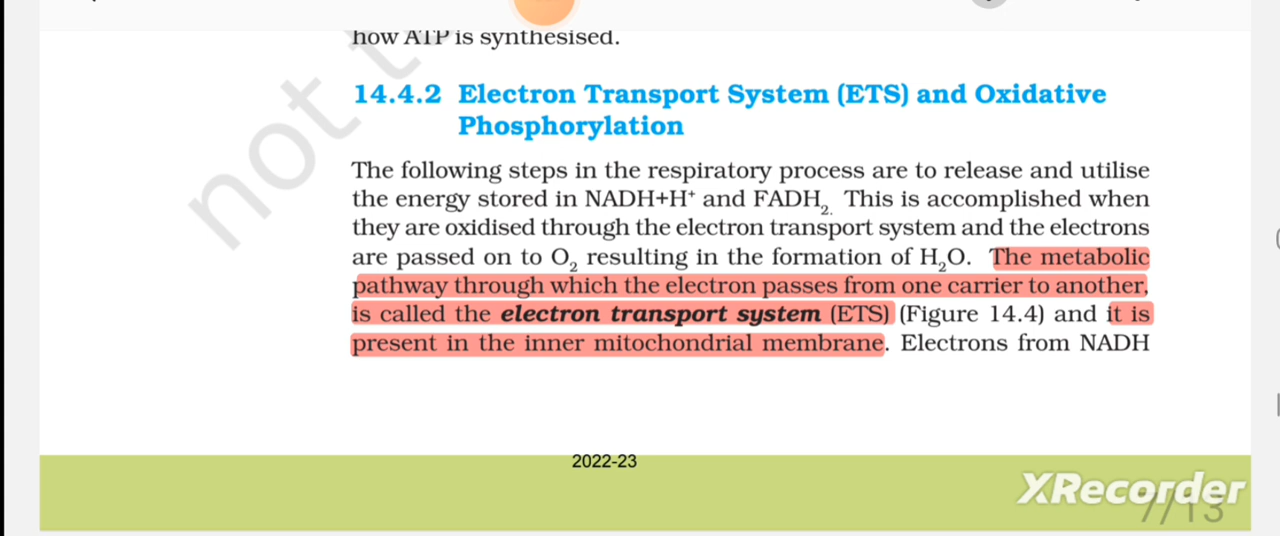 how ATP is synthesised.
14.4.2 Electron Transport System (ETS) and Oxidative
Phosphorylation
The following steps in the respiratory process are to release and utilise
the energy stored in NADH+H⁺ and FADH₂. This is accomplished when
they are oxidised through the electron transport system and the electrons
are passed on to O₂ resulting in the formation of H₂O. The metabolic
pathway through which the electron passes from one carrier to another,
is called the electron transport system (ETS) (Figure 14.4) and it is
present in the inner mitochondrial membrane. Electrons from NADH
not t
2022-23
XRecorder
7/13